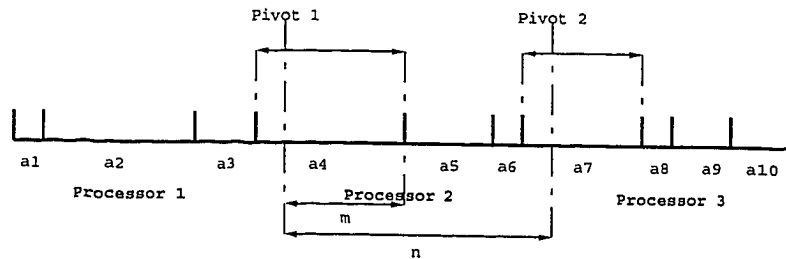 Pivot 1 Pivot 2
a1 a2 a3 a4 a5 a6 a7 a8 a9 a10
Processor 1 Processor 2 Processor 3
m
n